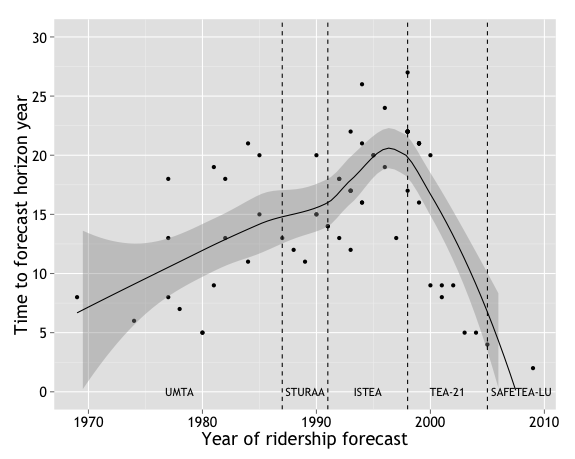 Time to forecast horizon year
30
25
20
15
10
5
0
UMTA STURAA ISTEA TEA-21 SAFETEA-LU
1970 1980 1990 2000 2010
Year of ridership forecast